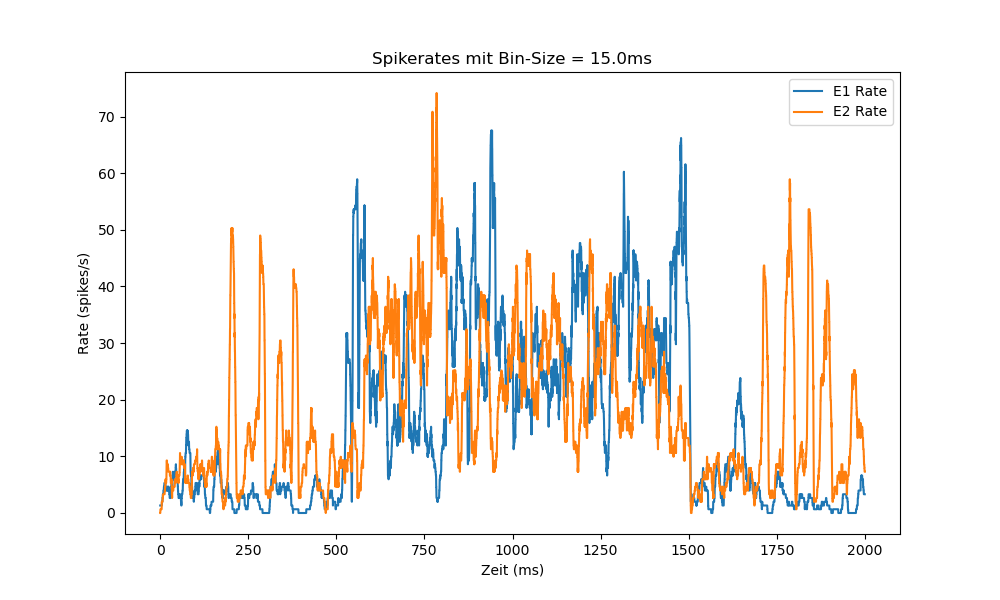 Spikerates mit Bin-Size = 15.0ms
E1 Rate
E2 Rate
70
60
50
40
30
20
10
0
Rate (spikes/s)
0 250 500 750 1000 1250 1500 1750 2000
Zeit (ms)